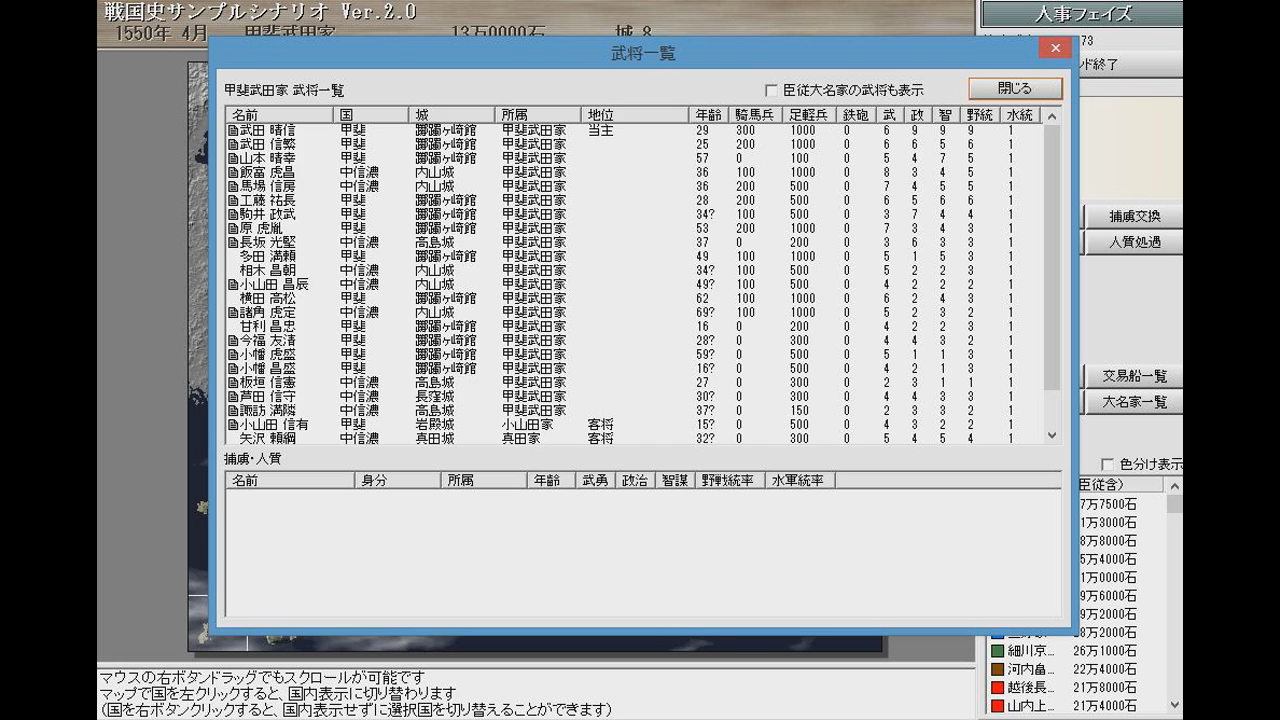 戦国史サンプルシナリオ Ver.2.0
1550年 4月 甲斐武田家 13万0000石 城 8
人事フェイズ
73
ンド終了
武将一覧
甲斐武田家 武将一覧
臣従大名家の武将も表示
閉じる
名前 国 城 所属 地位 年齢 騎馬兵 足軽兵 鉄砲 武 政 智 野統 水統
武田 晴信 甲斐 躑躅ヶ崎館 甲斐武田家 当主 29 300 1000 0 6 9 9 9 1
武田 信繁 甲斐 躑躅ヶ崎館 甲斐武田家 25 200 1000 0 6 6 5 6 1
山本 晴幸 甲斐 躑躅ヶ崎館 甲斐武田家 57 0 100 0 5 4 7 5 1
飯富 虎昌 中信濃 内山城 甲斐武田家 36 100 1000 0 8 3 4 5 1
馬場 信房 中信濃 内山城 甲斐武田家 36 200 500 0 7 4 5 5 1
工藤 祐長 甲斐 躑躅ヶ崎館 甲斐武田家 28 200 500 0 6 5 6 6 1
駒井 政武 甲斐 躑躅ヶ崎館 甲斐武田家 34? 100 500 0 3 7 4 4 1
原 虎胤 甲斐 躑躅ヶ崎館 甲斐武田家 53 200 1000 0 7 3 4 3 1
長坂 光堅 中信濃 高島城 甲斐武田家 37 0 200 0 3 6 3 3 1
多田 満頼 甲斐 躑躅ヶ崎館 甲斐武田家 49 100 1000 0 5 1 5 3 1
相木 昌朝 中信濃 内山城 甲斐武田家 34? 100 500 0 5 2 2 2 1
小山田 昌辰 中信濃 内山城 甲斐武田家 49? 100 500 0 4 2 2 2 1
横田 高松 甲斐 躑躅ヶ崎館 甲斐武田家 62 100 1000 0 6 2 4 3 1
諸角 虎定 中信濃 内山城 甲斐武田家 69? 100 1000 0 5 2 3 2 1
甘利 昌忠 甲斐 躑躅ヶ崎館 甲斐武田家 16 0 200 0 4 2 3 3 1
今福 友清 甲斐 躑躅ヶ崎館 甲斐武田家 28? 0 300 0 4 4 3 2 1
小幡 虎盛 甲斐 躑躅ヶ崎館 甲斐武田家 59? 0 500 0 5 1 1 3 1
小幡 昌盛 甲斐 躑躅ヶ崎館 甲斐武田家 16? 0 500 0 4 2 1 3 1
板垣 信憲 中信濃 高島城 甲斐武田家 27 0 300 0 2 3 1 1 1
芦田 信守 中信濃 長窪城 甲斐武田家 30? 0 300 0 4 4 3 3 1
諏訪 満隣 中信濃 高島城 甲斐武田家 37? 0 150 0 2 3 3 2 1
小山田 信有 甲斐 岩殿城 小山田家 客将 15? 0 500 0 4 3 2 2 1
矢沢 頼綱 中信濃 真田城 真田家 客将 32? 0 300 0 5 4 5 4 1
捕虜・人質
名前 身分 所属 年齢 武勇 政治 智謀 野戦統率 水軍統率
捕虜交換
人質処遇
交易船一覧
大名家一覧
色分け表示
臣従含)
7万7500石
1万3000石
8万8000石
5万4000石
1万0000石
9万6000石
9万2000石
28万2000石
細川京… 26万1000石
河内畠… 22万4000石
越後長… 21万8000石
山内上… 21万4000石
マウスの右ボタンドラッグでもスクロールが可能です
マップで国を左クリックすると、国内表示に切り替わります
(国を右ボタンクリックすると、国内表示せずに選択国を切り替えることができます)